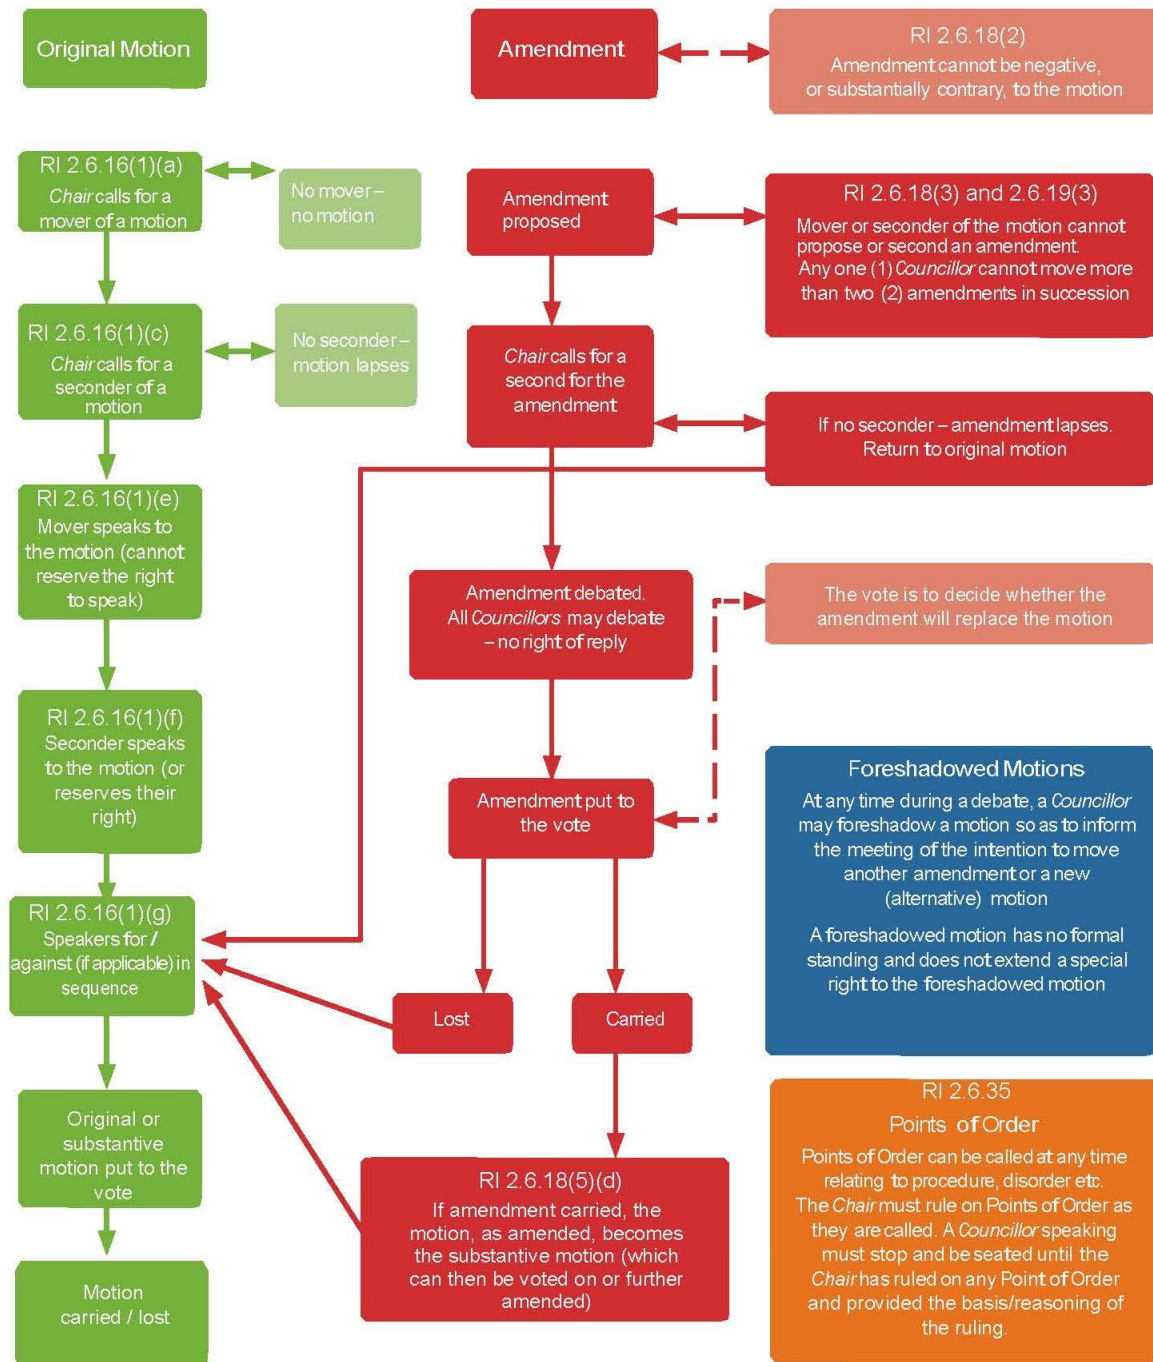 Original Motion
RI 2.6.16(1)(a)
Chair calls for a
mover of a motion
No mover –
no motion
RI 2.6.16(1)(c)
Chair calls for a
seconder of a
motion
No seconder –
motion lapses
RI 2.6.16(1)(e)
Mover speaks to
the motion (cannot
reserve the right
to speak)
RI 2.6.16(1)(f)
Seconder speaks
to the motion (or
reserves their
right)
RI 2.6.16(1)(g)
Speakers for /
against (if applicable) in
sequence
Original or
substantive
motion put to the
vote
Motion
carried / lost
Amendment
RI 2.6.18(2)
Amendment cannot be negative,
or substantially contrary, to the motion
Amendment
proposed
RI 2.6.18(3) and 2.6.19(3)
Mover or seconder of the motion cannot
propose or second an amendment.
Any one (1) Councillor cannot move more
than two (2) amendments in succession
Chair calls for a
second for the
amendment
If no seconder – amendment lapses.
Return to original motion
Amendment debated.
All Councillors may debate
– no right of reply
The vote is to decide whether the
amendment will replace the motion
Amendment put to
the vote
Lost
Carried
RI 2.6.18(5)(d)
If amendment carried, the
motion, as amended, becomes
the substantive motion (which
can then be voted on or further
amended)
Foreshadowed Motions
At any time during a debate, a Councillor
may foreshadow a motion so as to inform
the meeting of the intention to move
another amendment or a new
(alternative) motion
A foreshadowed motion has no formal
standing and does not extend a special
right to the foreshadowed motion
RI 2.6.35
Points of Order
Points of Order can be called at any time
relating to procedure, disorder etc.
The Chair must rule on Points of Order as
they are called. A Councillor speaking
must stop and be seated until the
Chair has ruled on any Point of Order
and provided the basis/reasoning of
the ruling.